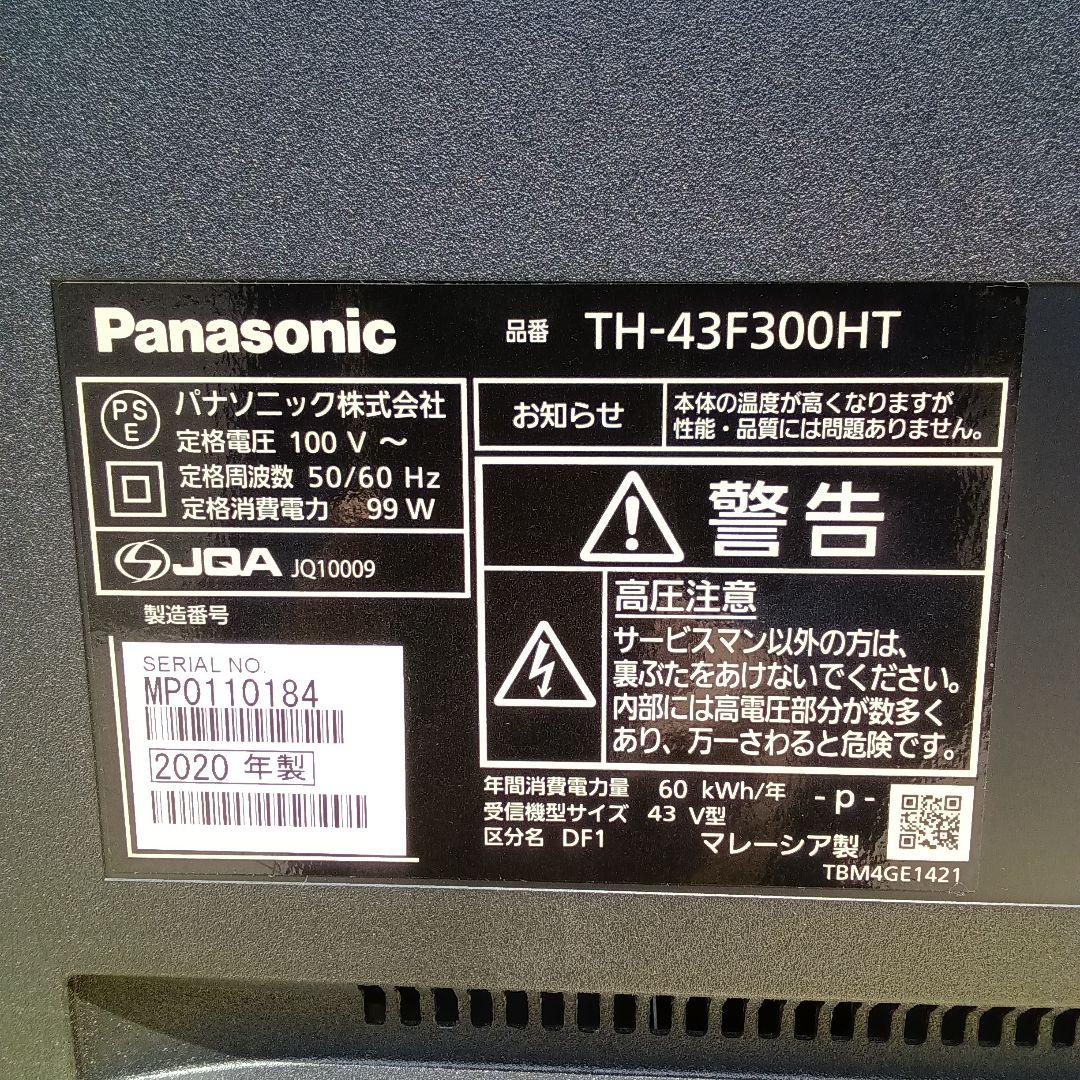 Panasonic
品番 TH-43F300HT
PS
E
パナソニック株式会社
定格電圧 100 V ～
定格周波数 50/60 Hz
定格消費電力 99 W
JQA JQ10009
製造番号
SERIAL NO.
MP0110184
2020 年製
お知らせ
本体の温度が高くなりますが
性能・品質には問題ありません。
警告
高圧注意
サービスマン以外の方は、
裏ぶたをあけないでください。
内部には高電圧部分が数多く
あり、万一さわると危険です。
年間消費電力量 60 kWh/年
受信機型サイズ 43 V型
区分名 DF1
- p -
マレーシア製
TBM4GE1421